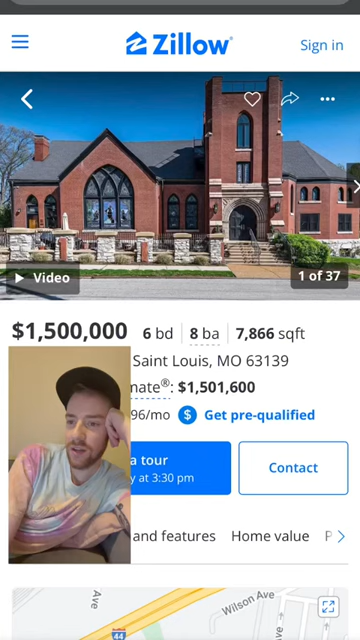 Zillow
Sign in
Video
1 of 37
$1,500,000 6 bd 8 ba 7,866 sqft
Saint Louis, MO 63139
mate®: $1,501,600
96/mo $ Get pre-qualified
a tour
y at 3:30 pm
Contact
and features Home value P
Ave
Wilson Ave
44
Ave